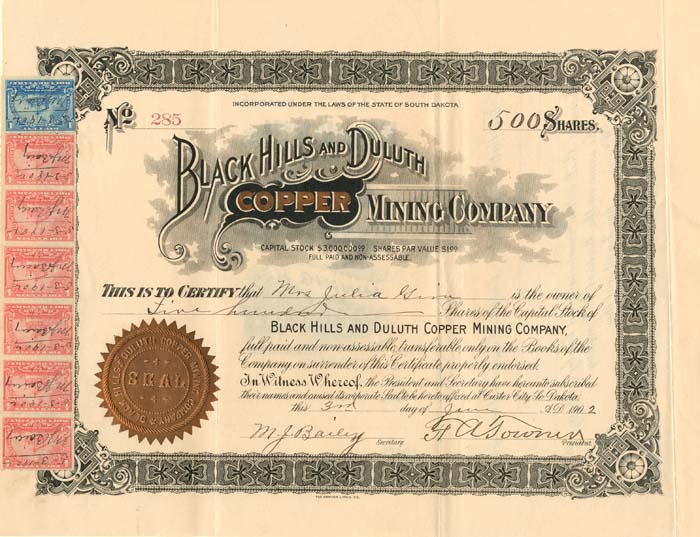 INCORPORATED UNDER THE LAWS OF THE STATE OF SOUTH DAKOTA
No 285
500 SHARES.
BLACK HILLS AND DULUTH
COPPER MINING COMPANY
CAPITAL STOCK $3,000,000.00 SHARES PAR VALUE $1.00
FULL PAID AND NON-ASSESSABLE.
THIS IS TO CERTIFY that Mrs Julia is the owner of
Five hundred Shares of the Capital Stock of
BLACK HILLS AND DULUTH COPPER MINING COMPANY,
full paid and non-assessable, transferable only on the Books of the
Company on surrender of this Certificate properly endorsed.
In Witness Whereof, the President and Secretary have hereunto subscribed
their names and caused its corporate Seal to be hereto affixed at Custer City So. Dakota.
this 3rd day of June A.D. 1902
M. J. Bailey Secretary
President
SEAL